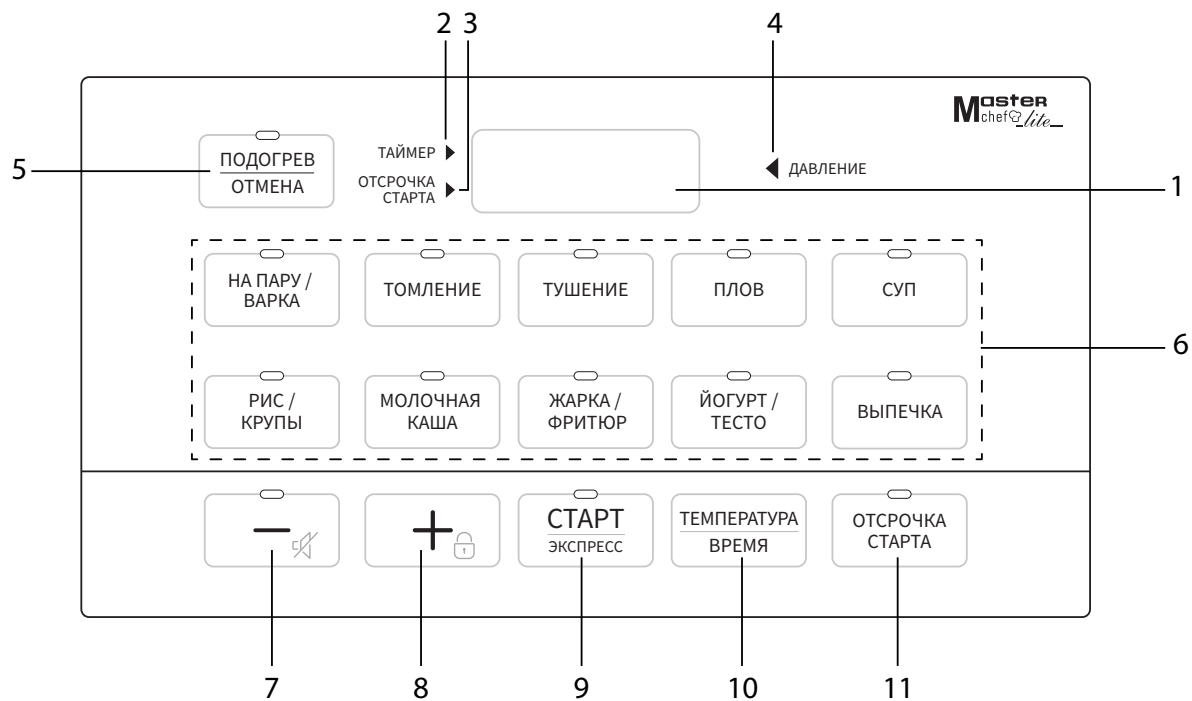 2 3 4
Master
chef lite
5
ПОДОГРЕВ
ОТМЕНА
ТАЙМЕР
ОТСРОЧКА
СТАРТА
ДАВЛЕНИЕ
1
НА ПАРУ /
ВАРКА
ТОМЛЕНИЕ
ТУШЕНИЕ
ПЛОВ
СУП
6
РИС /
КРУПЫ
МОЛОЧНАЯ
КАША
ЖАРКА /
ФРИТЮР
ЙОГУРТ /
ТЕСТО
ВЫПЕЧКА
−
+
СТАРТ
ЭКСПРЕСС
ТЕМПЕРАТУРА
ВРЕМЯ
ОТСРОЧКА
СТАРТА
7 8 9 10 11